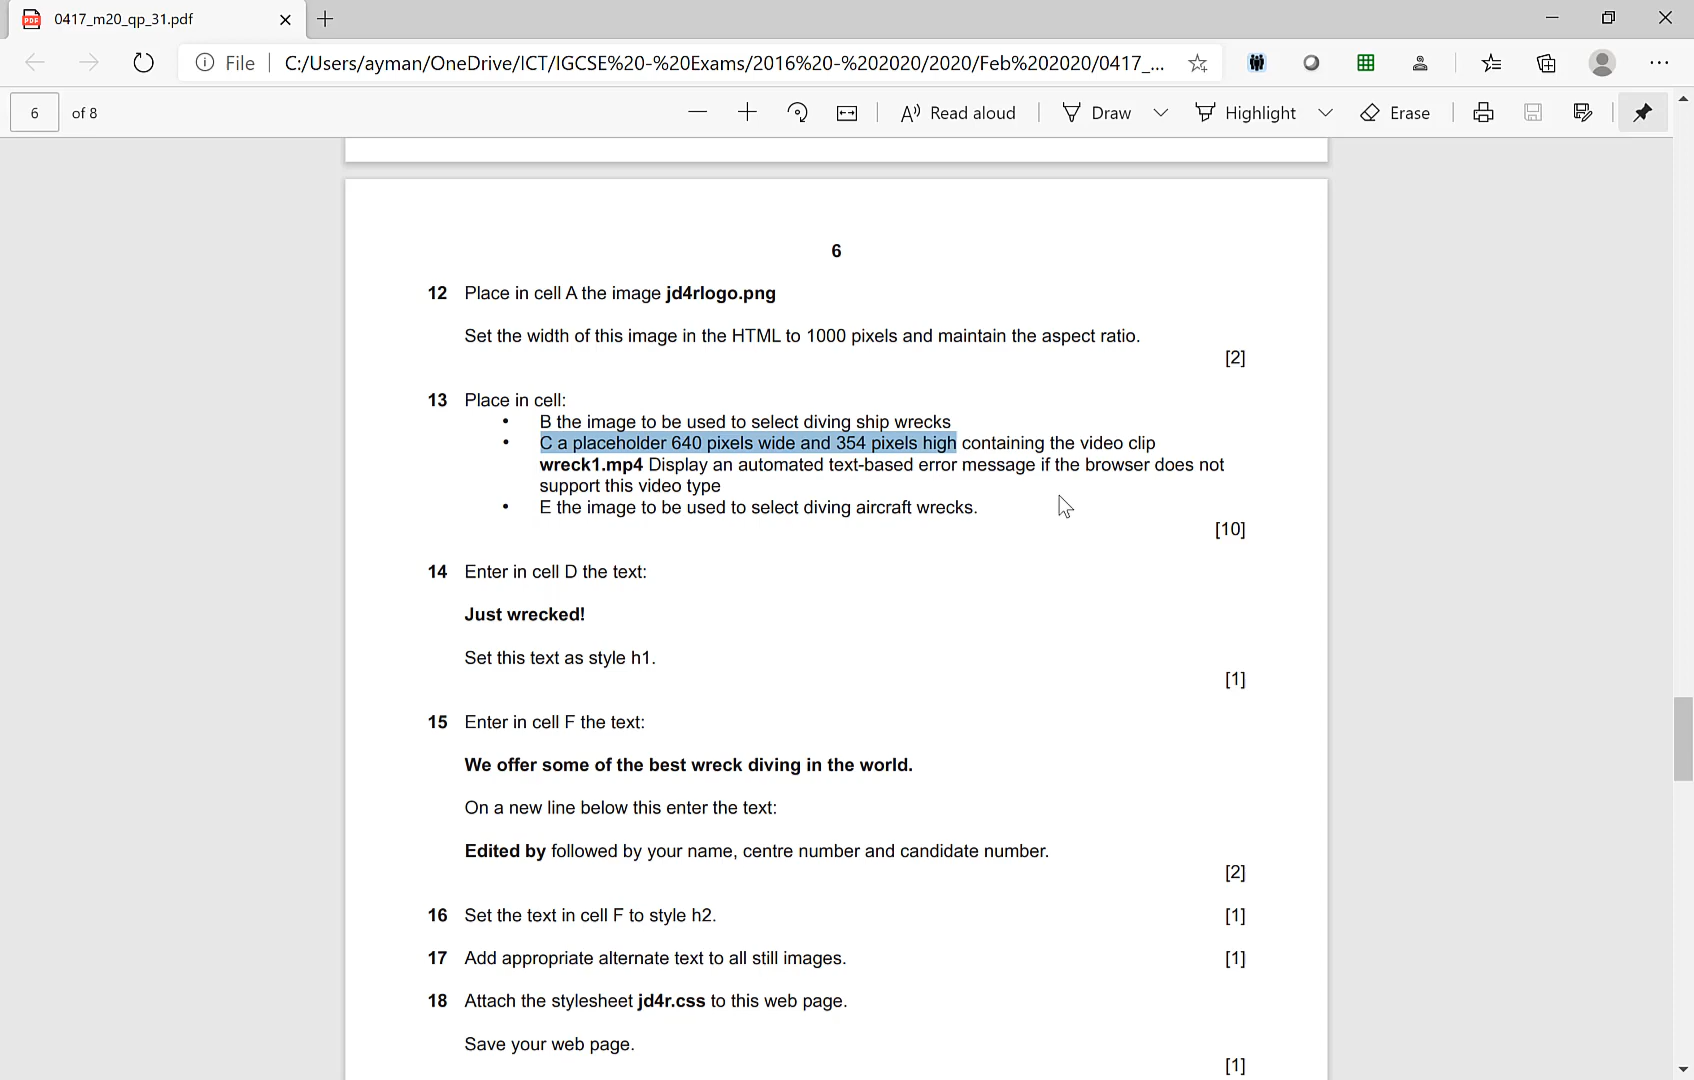 0417_m20_qp_31.pdf
File
C:/Users/ayman/OneDrive/ICT/IGCSE%20-%20Exams/2016%20-%202020/2020/Feb%202020/0417_...
6 of 8
Read aloud
Draw
Highlight
Erase
6
12 Place in cell A the image jd4rlogo.png
Set the width of this image in the HTML to 1000 pixels and maintain the aspect ratio.
[2]
13 Place in cell:
• B the image to be used to select diving ship wrecks
• C a placeholder 640 pixels wide and 354 pixels high containing the video clip
wreck1.mp4 Display an automated text-based error message if the browser does not
support this video type
• E the image to be used to select diving aircraft wrecks.
[10]
14 Enter in cell D the text:
Just wrecked!
Set this text as style h1.
[1]
15 Enter in cell F the text:
We offer some of the best wreck diving in the world.
On a new line below this enter the text:
Edited by followed by your name, centre number and candidate number.
[2]
16 Set the text in cell F to style h2. [1]
17 Add appropriate alternate text to all still images. [1]
18 Attach the stylesheet jd4r.css to this web page.
Save your web page.
[1]